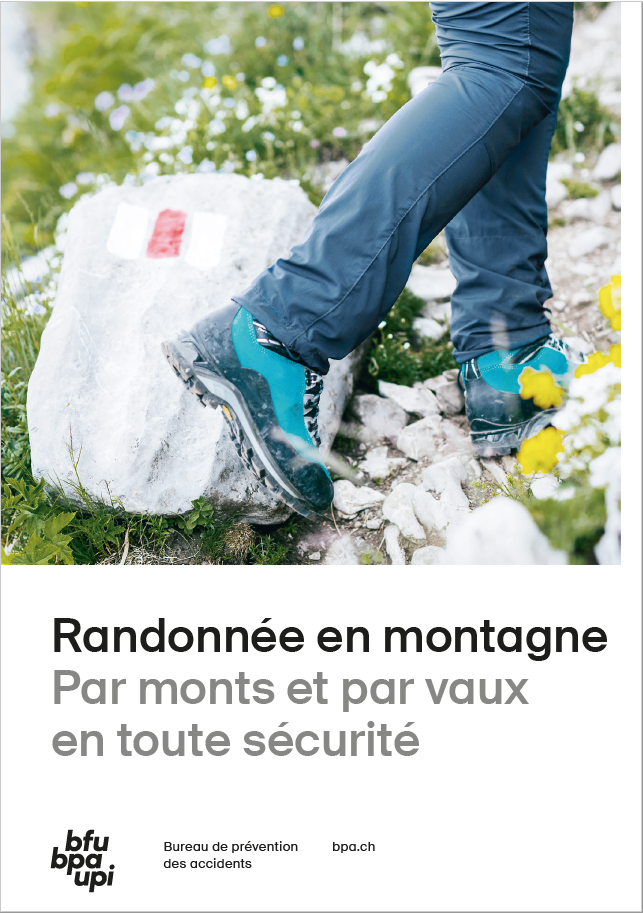 Randonnée en montagne
Par monts et par vaux
en toute sécurité
bfu
bpa
upi
Bureau de prévention
des accidents
bpa.ch